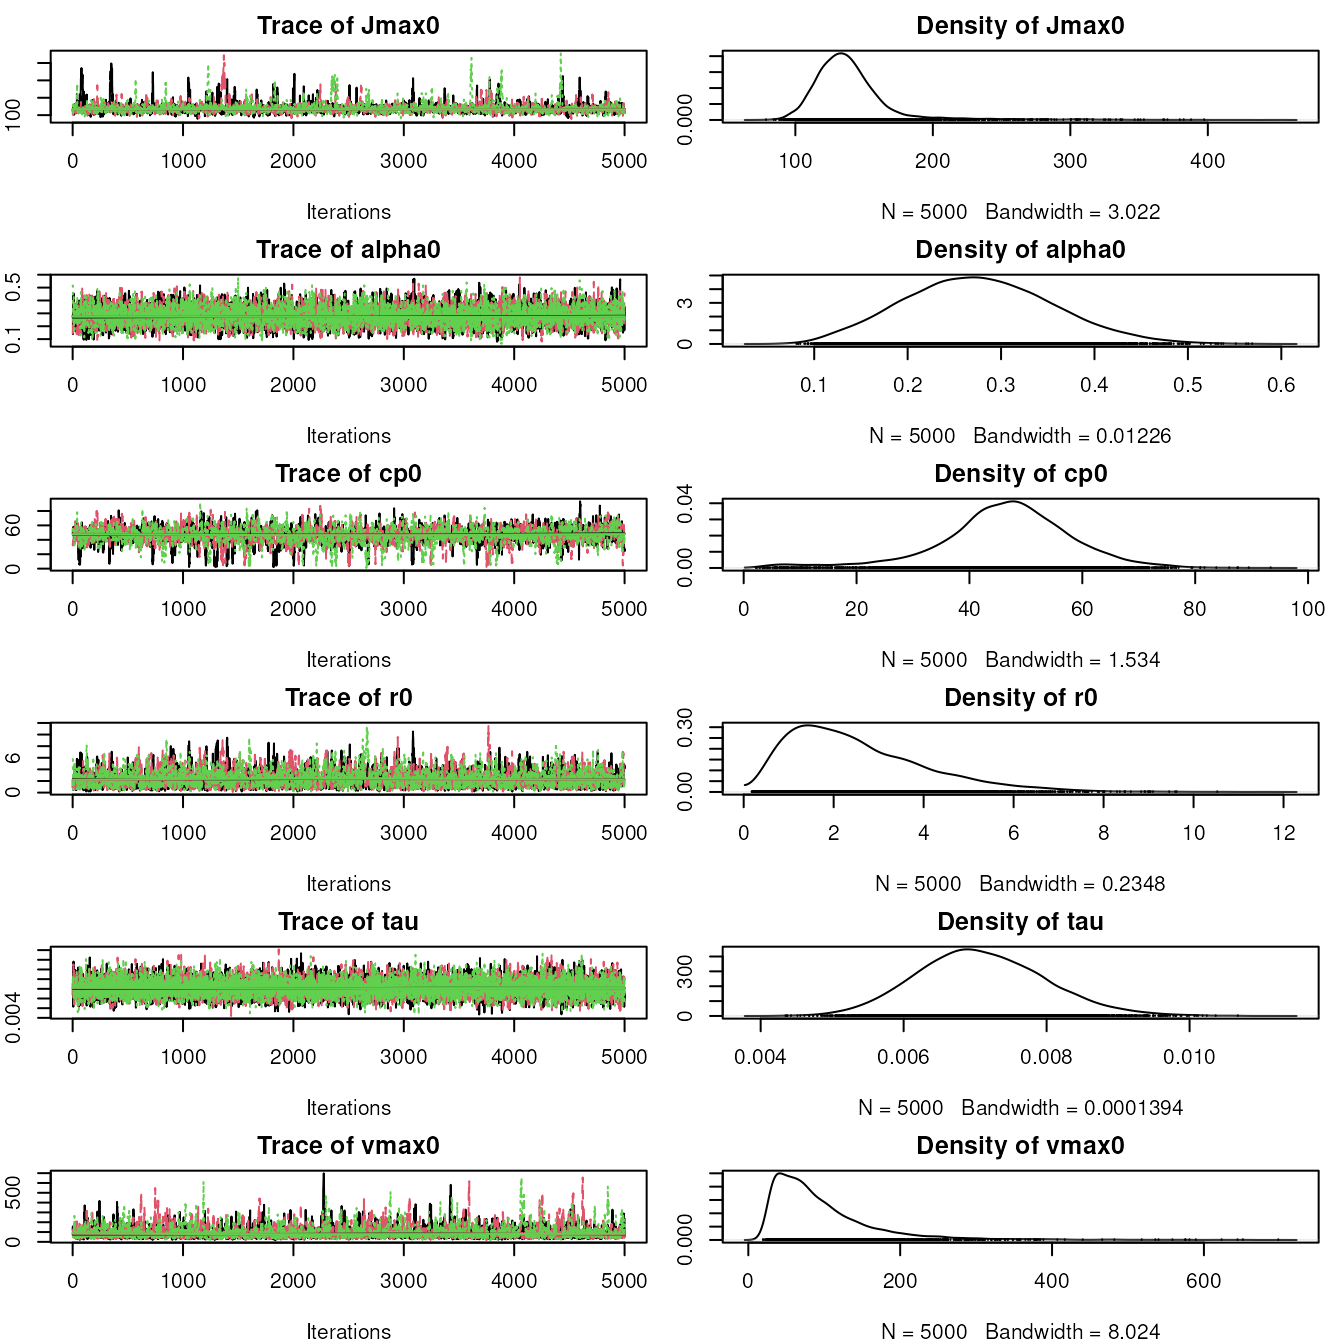 Trace of Jmax0
Density of Jmax0
100
0 1000 2000 3000 4000 5000
Iterations
0.000
100 200 300 400
N = 5000 Bandwidth = 3.022
Trace of alpha0
Density of alpha0
0.1 0.5
0 1000 2000 3000 4000 5000
Iterations
0 3
0.1 0.2 0.3 0.4 0.5 0.6
N = 5000 Bandwidth = 0.01226
Trace of cp0
Density of cp0
0 60
0 1000 2000 3000 4000 5000
Iterations
0.00 0.04
0 20 40 60 80 100
N = 5000 Bandwidth = 1.534
Trace of r0
Density of r0
0 6
0 1000 2000 3000 4000 5000
Iterations
0.00 0.30
0 2 4 6 8 10 12
N = 5000 Bandwidth = 0.2348
Trace of tau
Density of tau
0.004
0 1000 2000 3000 4000 5000
Iterations
0 300
0.004 0.006 0.008 0.010
N = 5000 Bandwidth = 0.0001394
Trace of vmax0
Density of vmax0
0 500
0 1000 2000 3000 4000 5000
Iterations
0.000
0 200 400 600
N = 5000 Bandwidth = 8.024